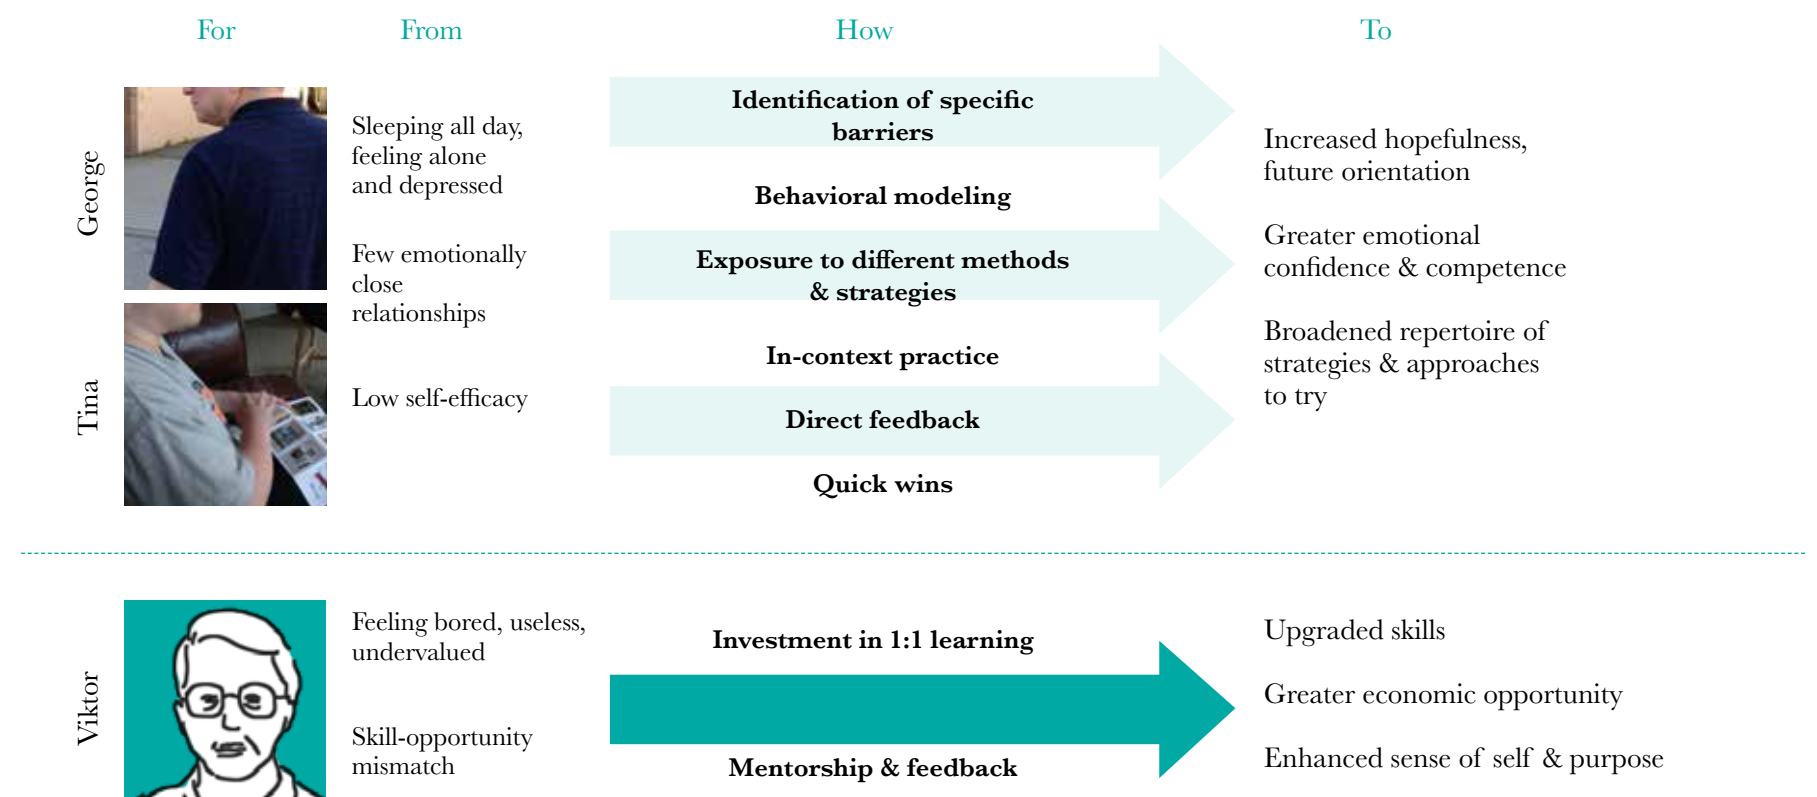 For
From
How
To
George
Sleeping all day,
feeling alone
and depressed
Few emotionally
close
relationships
Tina
Low self-efficacy
Identification of specific
barriers
Behavioral modeling
Exposure to different methods
& strategies
In-context practice
Direct feedback
Quick wins
Increased hopefulness,
future orientation
Greater emotional
confidence & competence
Broadened repertoire of
strategies & approaches
to try
Viktor
Feeling bored, useless,
undervalued
Skill-opportunity
mismatch
Investment in 1:1 learning
Mentorship & feedback
Upgraded skills
Greater economic opportunity
Enhanced sense of self & purpose